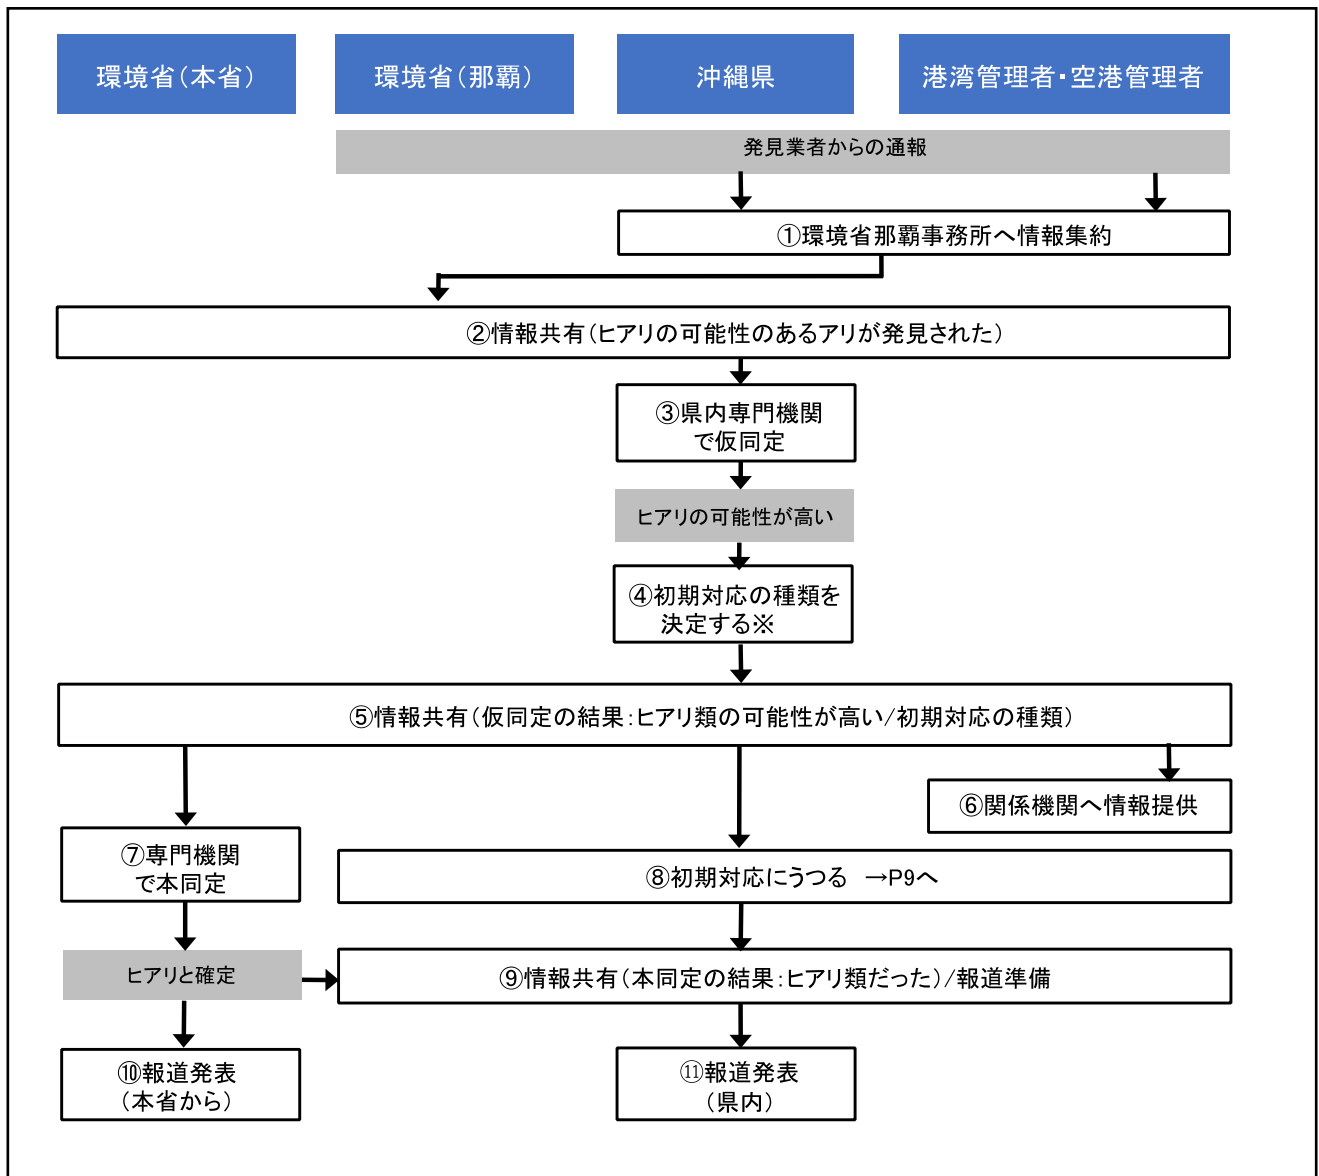 環境省(本省)
環境省(那覇)
沖縄県
港湾管理者・空港管理者
発見業者からの通報
①環境省那覇事務所へ情報集約
②情報共有(ヒアリの可能性のあるアリが発見された)
③県内専門機関
で仮同定
ヒアリの可能性が高い
④初期対応の種類を
決定する※
⑤情報共有(仮同定の結果:ヒアリ類の可能性が高い/初期対応の種類)
⑥関係機関へ情報提供
⑦専門機関
で本同定
⑧初期対応にうつる →P9へ
ヒアリと確定
⑨情報共有(本同定の結果:ヒアリ類だった)/報道準備
⑩報道発表
(本省から)
⑪報道発表
(県内)